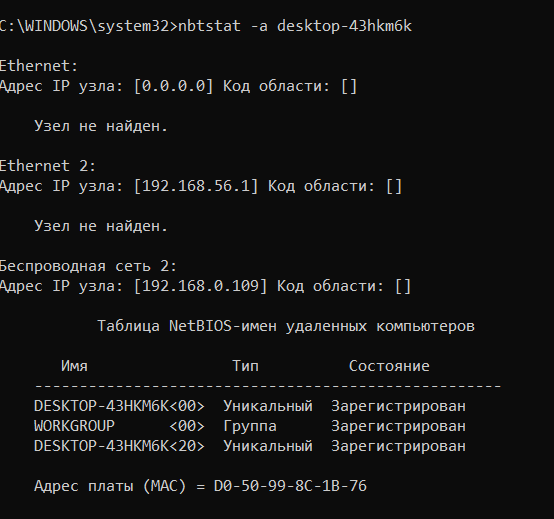 C:\WINDOWS\system32>nbtstat -a desktop-43hkm6k
Ethernet:
Адрес IP узла: [0.0.0.0] Код области: []
Узел не найден.
Ethernet 2:
Адрес IP узла: [192.168.56.1] Код области: []
Узел не найден.
Беспроводная сеть 2:
Адрес IP узла: [192.168.0.109] Код области: []
Таблица NetBIOS-имен удаленных компьютеров
Имя Тип Состояние
---------------------------------------------------
DESKTOP-43HKM6K<00> Уникальный Зарегистрирован
WORKGROUP <00> Группа Зарегистрирован
DESKTOP-43HKM6K<20> Уникальный Зарегистрирован
Адрес платы (MAC) = D0-50-99-8C-1B-76